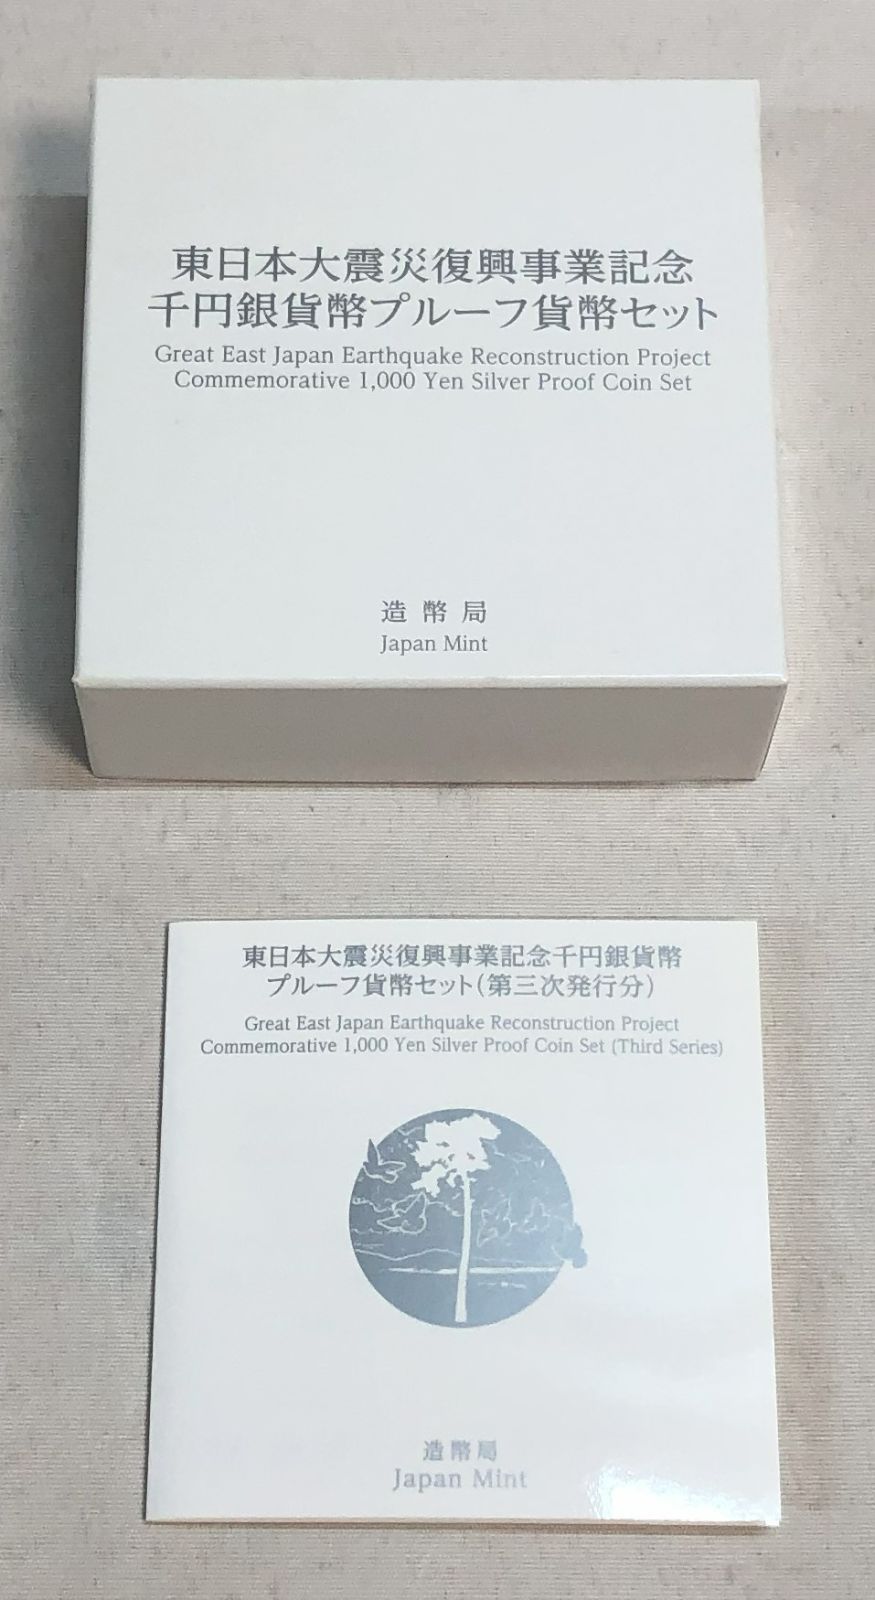 東日本大震災復興事業記念
千円銀貨幣プルーフ貨幣セット
Great East Japan Earthquake Reconstruction Project
Commemorative 1,000 Yen Silver Proof Coin Set
造幣局
Japan Mint
東日本大震災復興事業記念千円銀貨幣
プルーフ貨幣セット(第三次発行分)
Great East Japan Earthquake Reconstruction Project
Commemorative 1,000 Yen Silver Proof Coin Set (Third Series)
造幣局
Japan Mint